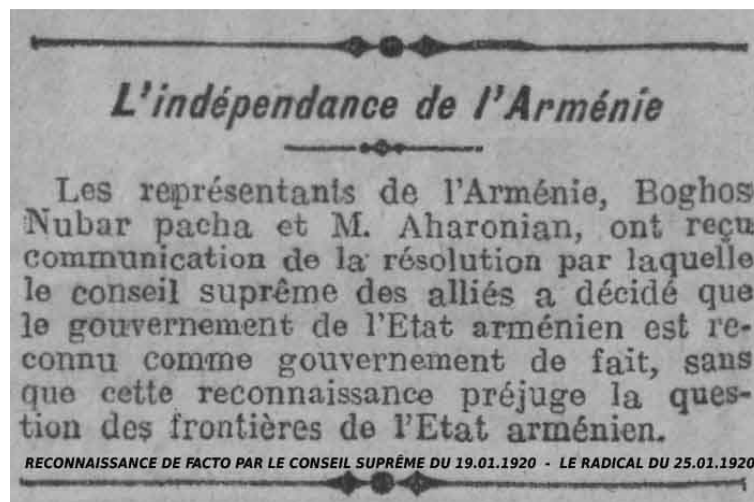 L'indépendance de l'Arménie
Les représentants de l'Arménie, Boghos
Nubar pacha et M. Aharonian, ont reçu
communication de la résolution par laquelle
le conseil suprême des alliés a décidé que
le gouvernement de l'Etat arménien est re-
connu comme gouvernement de fait, sans
que cette reconnaissance préjuge la ques-
tion des frontières de l'Etat arménien.
RECONNAISSANCE DE FACTO PAR LE CONSEIL SUPRÊME DU 19.01.1920 - LE RADICAL DU 25.01.1920